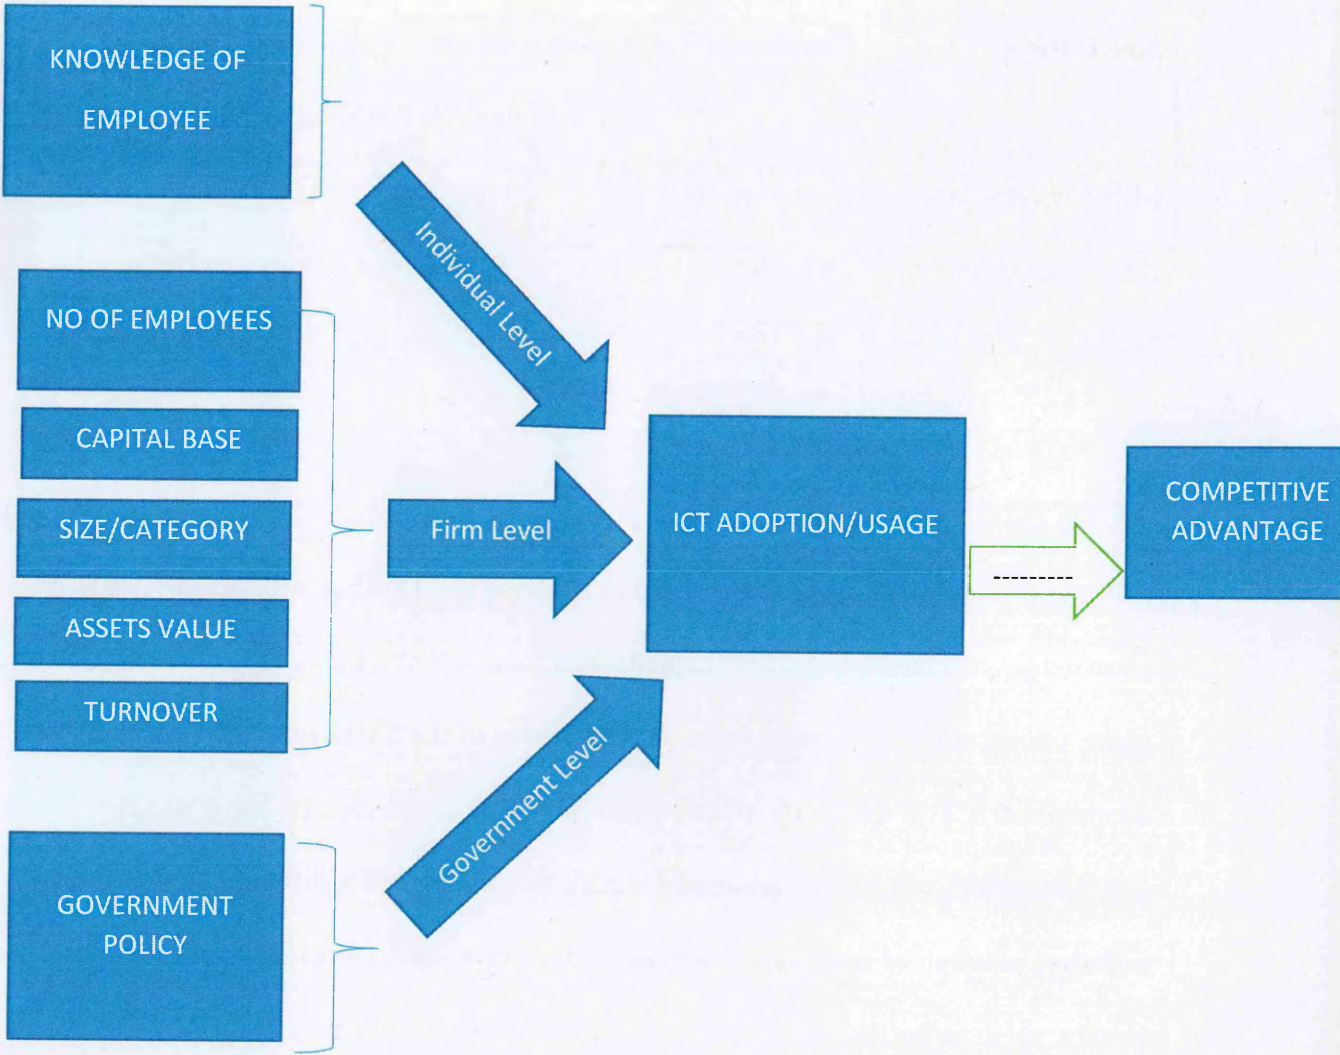 KNOWLEDGE OF
EMPLOYEE
Individual Level
NO OF EMPLOYEES
CAPITAL BASE
SIZE/CATEGORY
Firm Level
ICT ADOPTION/USAGE
COMPETITIVE
ADVANTAGE
---------
ASSETS VALUE
TURNOVER
Government Level
GOVERNMENT
POLICY